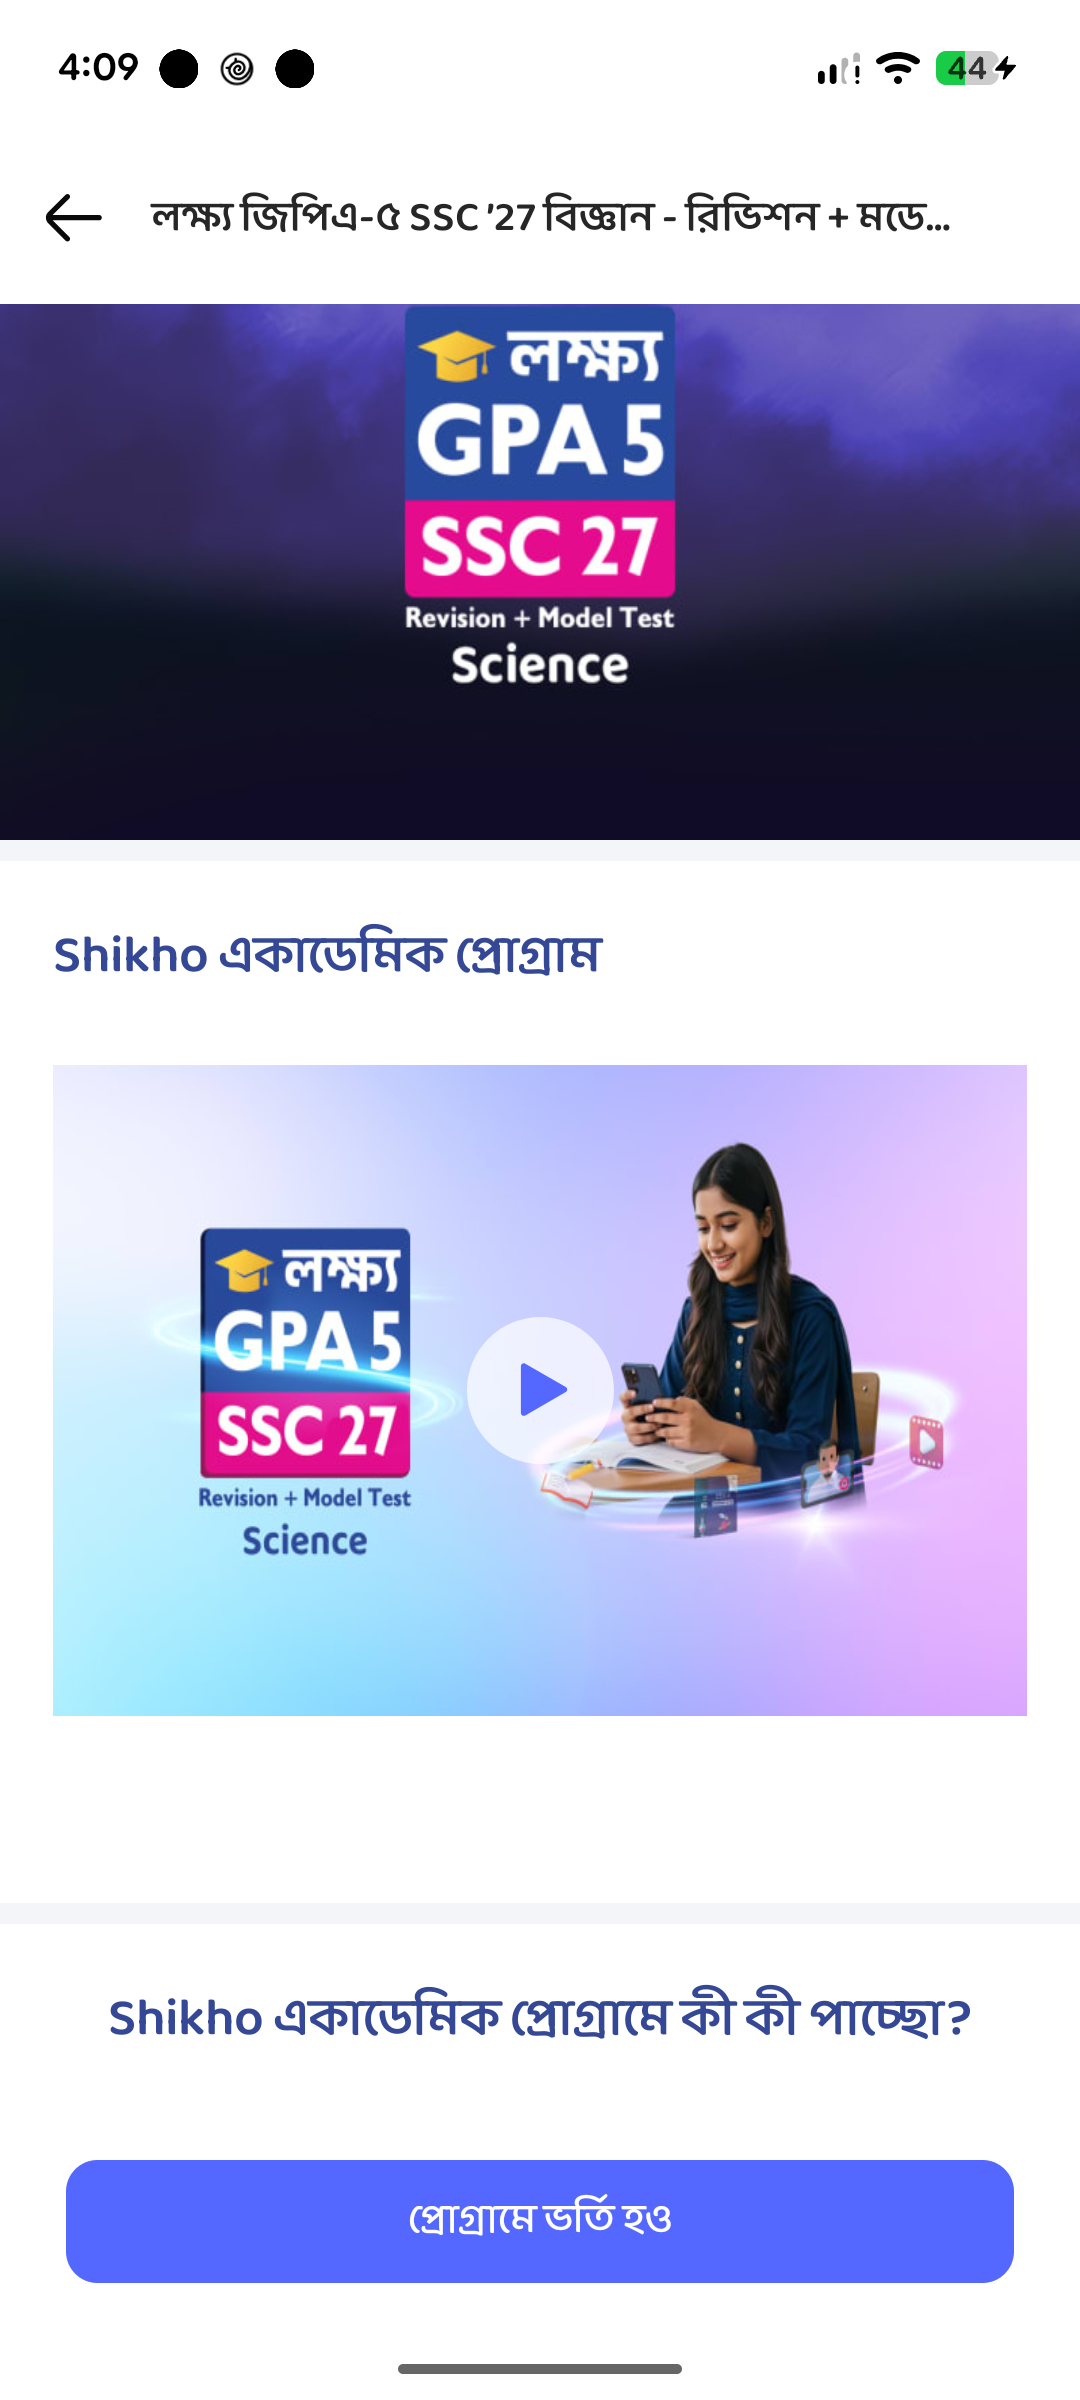 4:09
44
লক্ষ্য জিপিএ-৫ SSC '27 বিজ্ঞান - রিভিশন + মডে...
লক্ষ্য
GPA 5
SSC 27
Revision + Model Test
Science
Shikho একাডেমিক প্রোগ্রাম
লক্ষ্য
GPA 5
SSC 27
Revision + Model Test
Science
Shikho একাডেমিক প্রোগ্রামে কী কী পাচ্ছো?
প্রোগ্রামে ভর্তি হও